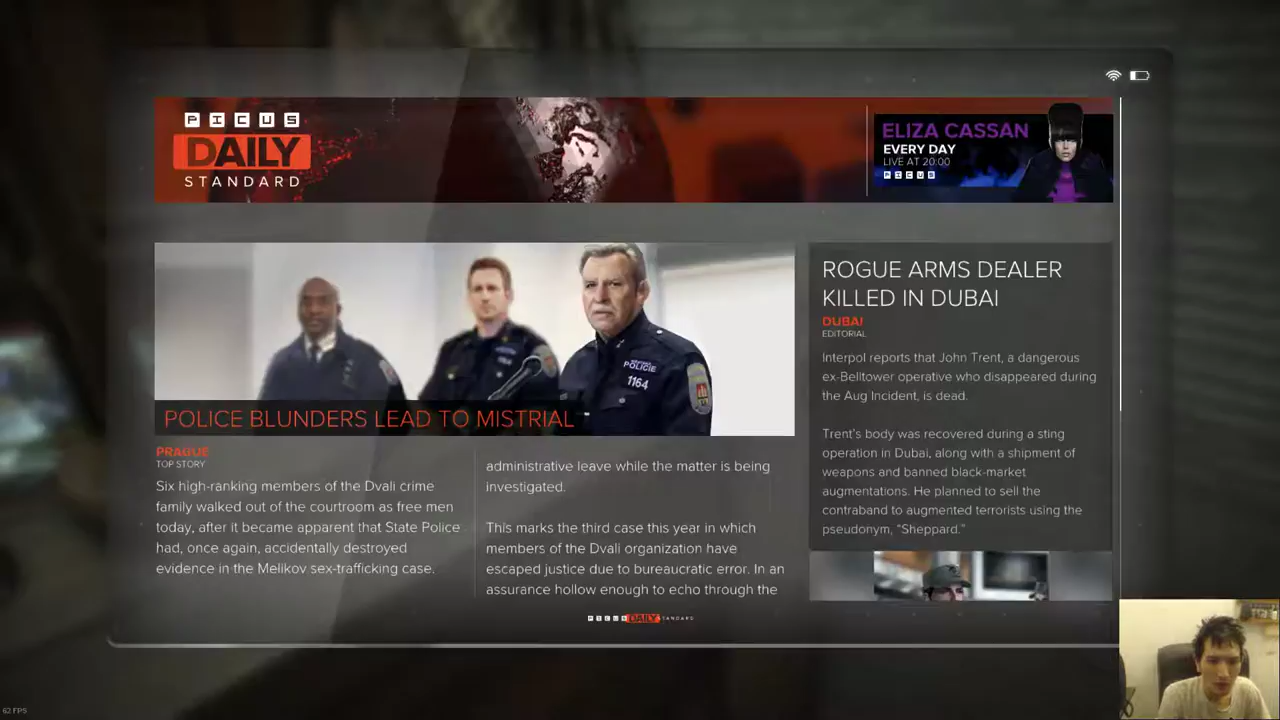 PICUS
DAILY
STANDARD
ELIZA CASSAN
EVERY DAY
LIVE AT 20:00
PICUS
POLICIE
1164
POLICE BLUNDERS LEAD TO MISTRIAL
PRAGUE
TOP STORY
Six high-ranking members of the Dvali crime
family walked out of the courtroom as free men
today, after it became apparent that State Police
had, once again, accidentally destroyed
evidence in the Melikov sex-trafficking case.
administrative leave while the matter is being
investigated.
This marks the third case this year in which
members of the Dvali organization have
escaped justice due to bureaucratic error. In an
assurance hollow enough to echo through the
ROGUE ARMS DEALER
KILLED IN DUBAI
DUBAI
EDITORIAL
Interpol reports that John Trent, a dangerous
ex-Belltower operative who disappeared during
the Aug Incident, is dead.
Trent's body was recovered during a sting
operation in Dubai, along with a shipment of
weapons and banned black-market
augmentations. He planned to sell the
contraband to augmented terrorists using the
pseudonym, “Sheppard.”
PICUS DAILY STANDARD
62 FPS